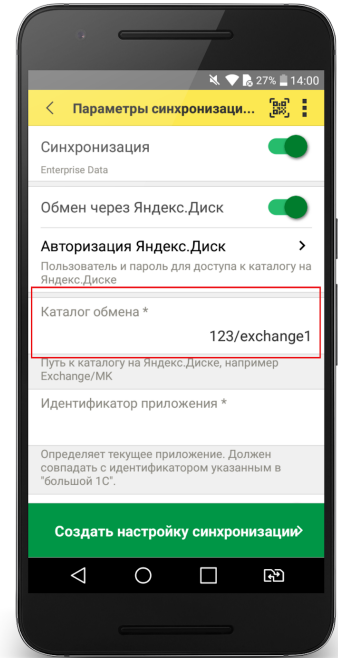 27% 14:00
Параметры синхронизаци...
Синхронизация
Enterprise Data
Обмен через Яндекс.Диск
Авторизация Яндекс.Диск
Пользователь и пароль для доступа к каталогу на
Яндекс.Диске
Каталог обмена *
123/exchange1
Путь к каталогу на Яндекс.Диске, например
Exchange/MK
Идентификатор приложения *
Определяет текущее приложение. Должен
совпадать с идентификатором указанным в
"большой 1С".
Создать настройку синхронизации